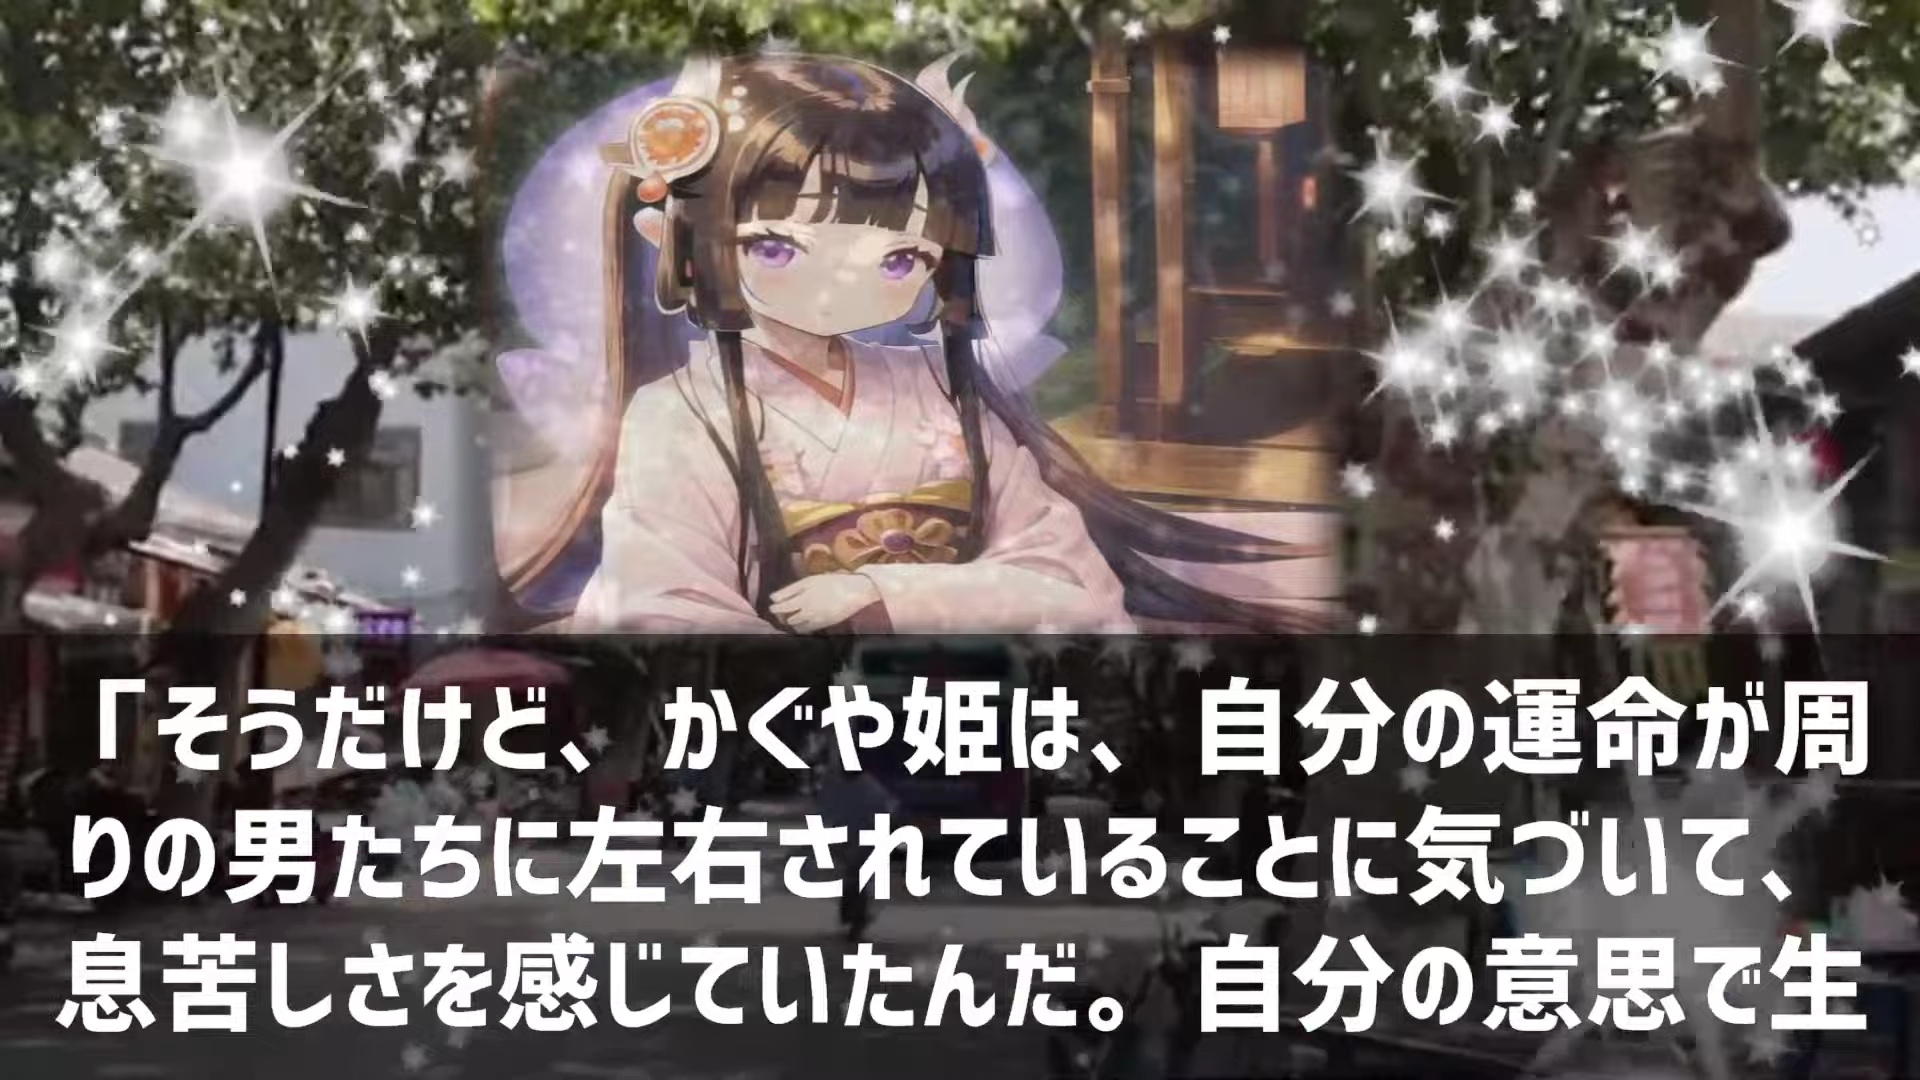 「そうだけど、かぐや姫は、自分の運命が周
りの男たちに左右されていることに気づいて、
息苦しさを感じていたんだ。自分の意思で生